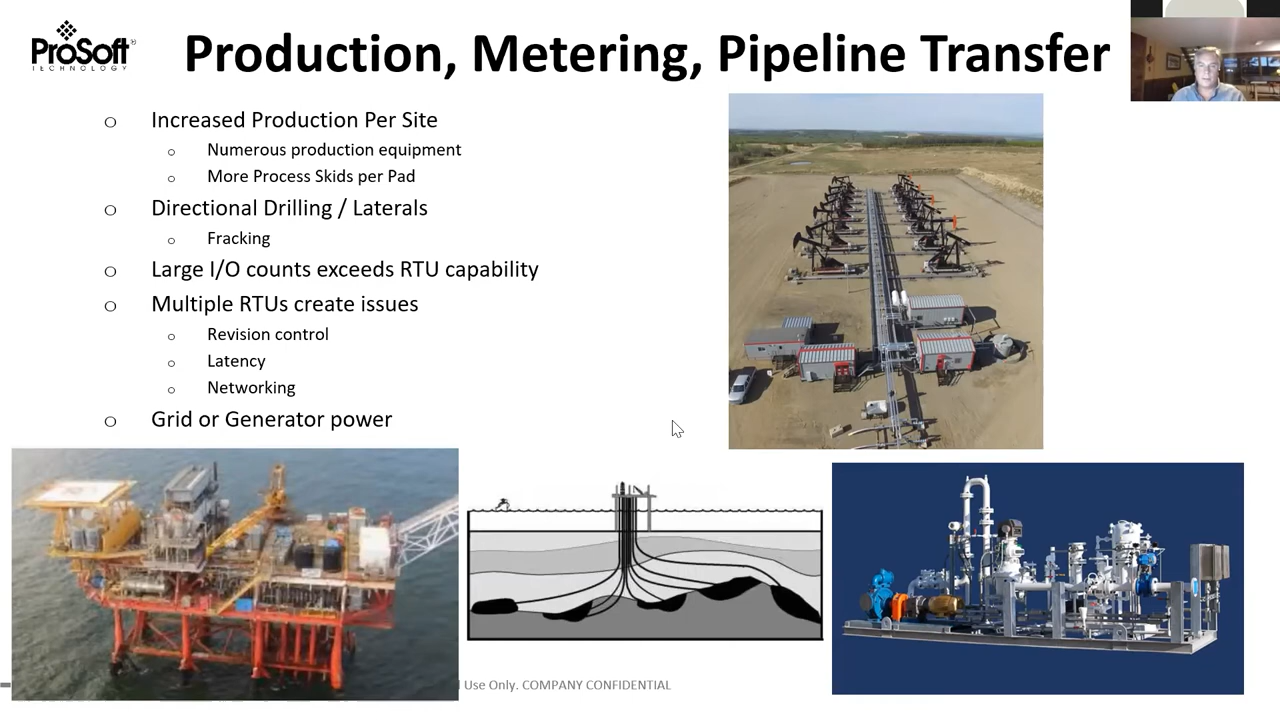 ProSoft®
TECHNOLOGY
Production, Metering, Pipeline Transfer
o Increased Production Per Site
o Numerous production equipment
o More Process Skids per Pad
o Directional Drilling / Laterals
o Fracking
o Large I/O counts exceeds RTU capability
o Multiple RTUs create issues
o Revision control
o Latency
o Networking
o Grid or Generator power
l Use Only. COMPANY CONFIDENTIAL